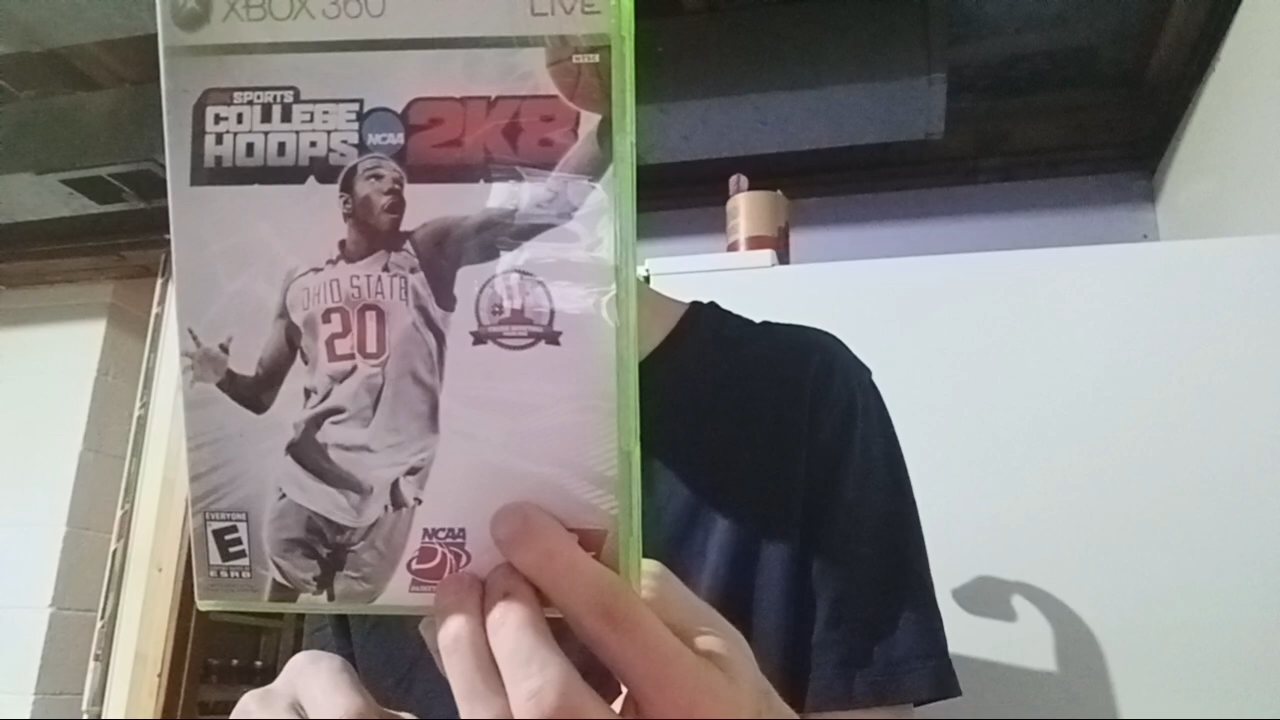 XBOX 360 LIVE
SPORTS
COLLEGE
HOOPS
NCAA
2K8
OHIO STATE
20
EVERYONE
E
ESRB
NCAA